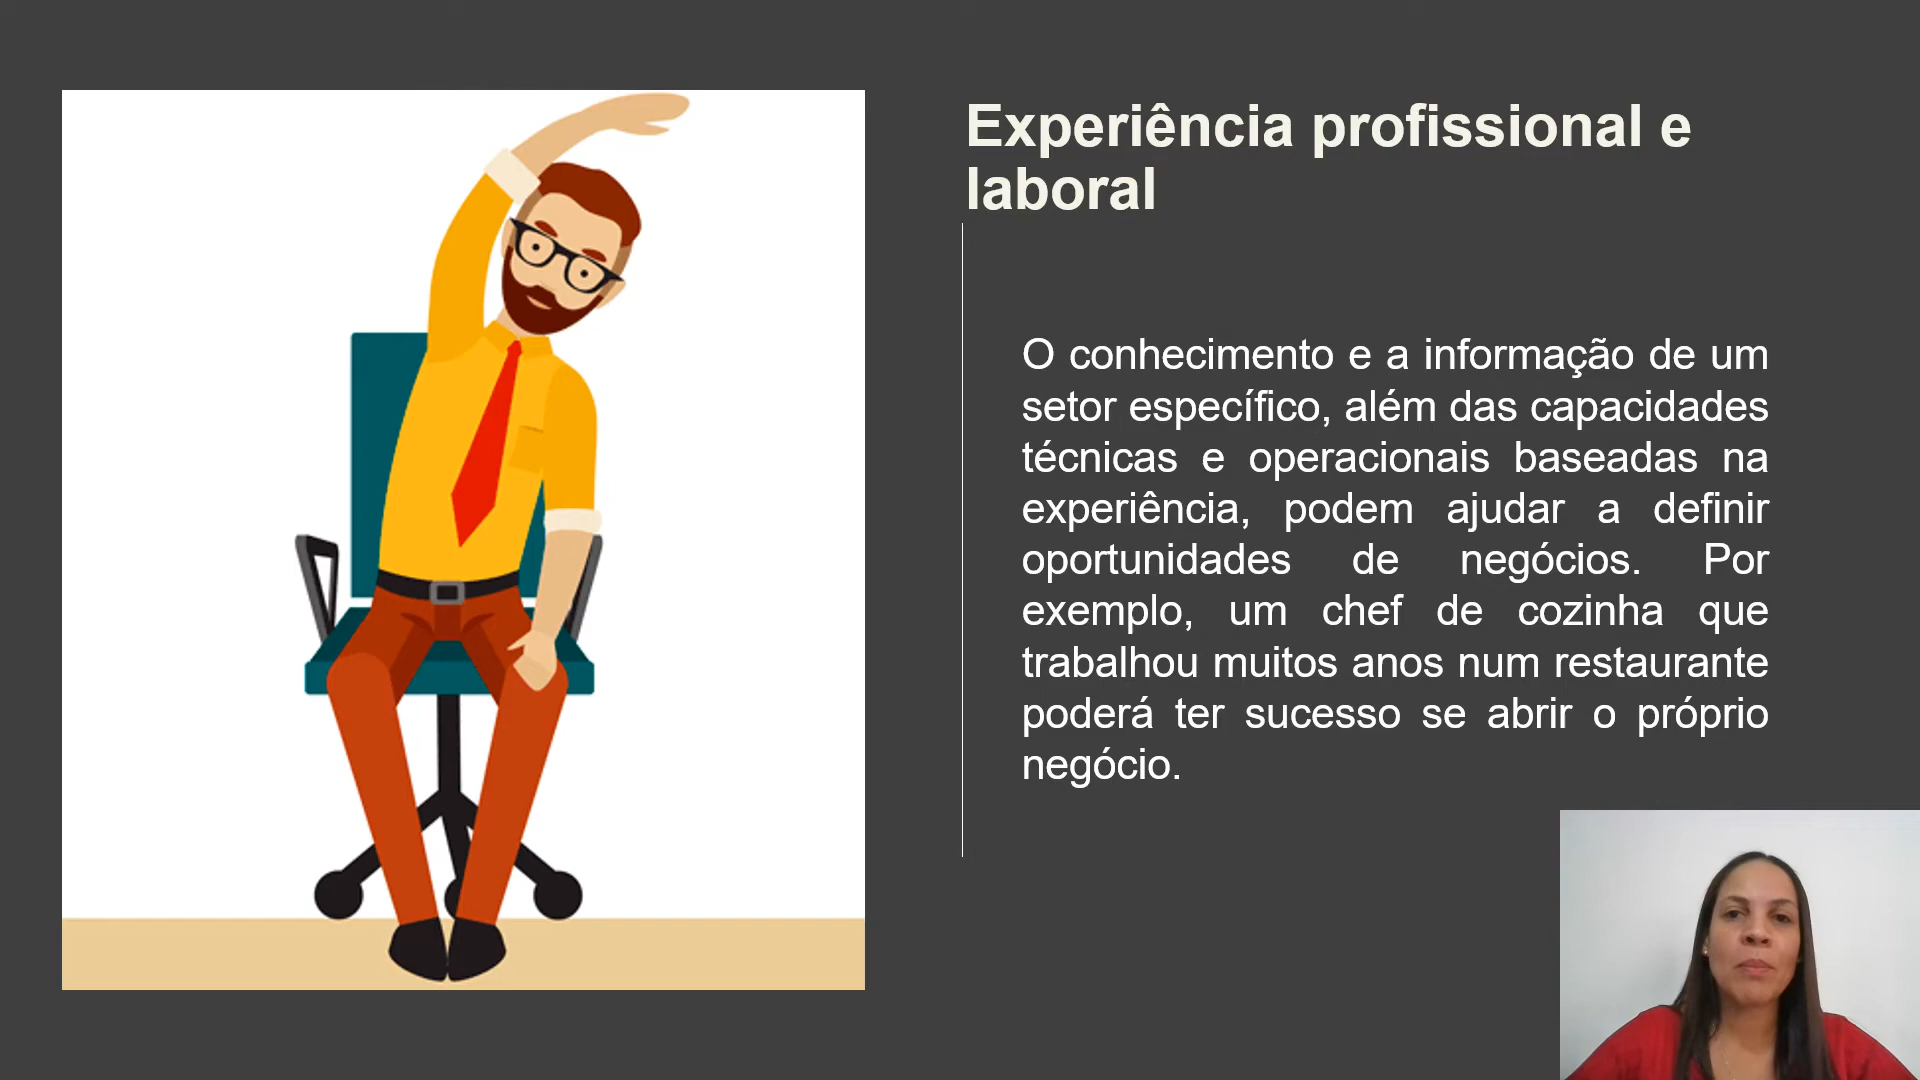 Experiência profissional e
laboral
O conhecimento e a informação de um
setor específico, além das capacidades
técnicas e operacionais baseadas na
experiência, podem ajudar a definir
oportunidades de negócios. Por
exemplo, um chef de cozinha que
trabalhou muitos anos num restaurante
poderá ter sucesso se abrir o próprio
negócio.